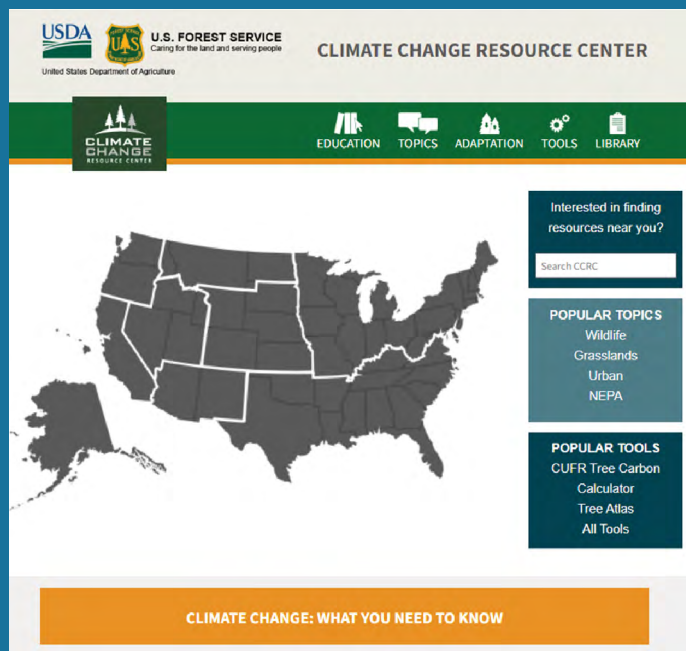 USDA
United States Department of Agriculture
UAS
U.S. FOREST SERVICE
Caring for the land and serving people
CLIMATE CHANGE RESOURCE CENTER
CLIMATE
CHANGE
RESOURCE CENTER
EDUCATION
TOPICS
ADAPTATION
TOOLS
LIBRARY
Interested in finding
resources near you?
Search CCRC
POPULAR TOPICS
Wildlife
Grasslands
Urban
NEPA
POPULAR TOOLS
CUFR Tree Carbon
Calculator
Tree Atlas
All Tools
CLIMATE CHANGE: WHAT YOU NEED TO KNOW